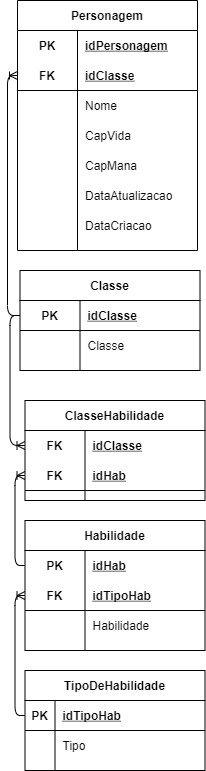 Personagem
PK idPersonagem
FK idClasse
Nome
CapVida
CapMana
DataAtualizacao
DataCriacao
Classe
PK idClasse
Classe
ClasseHabilidade
FK idClasse
FK idHab
Habilidade
PK idHab
FK idTipoHab
Habilidade
TipoDeHabilidade
PK idTipoHab
Tipo